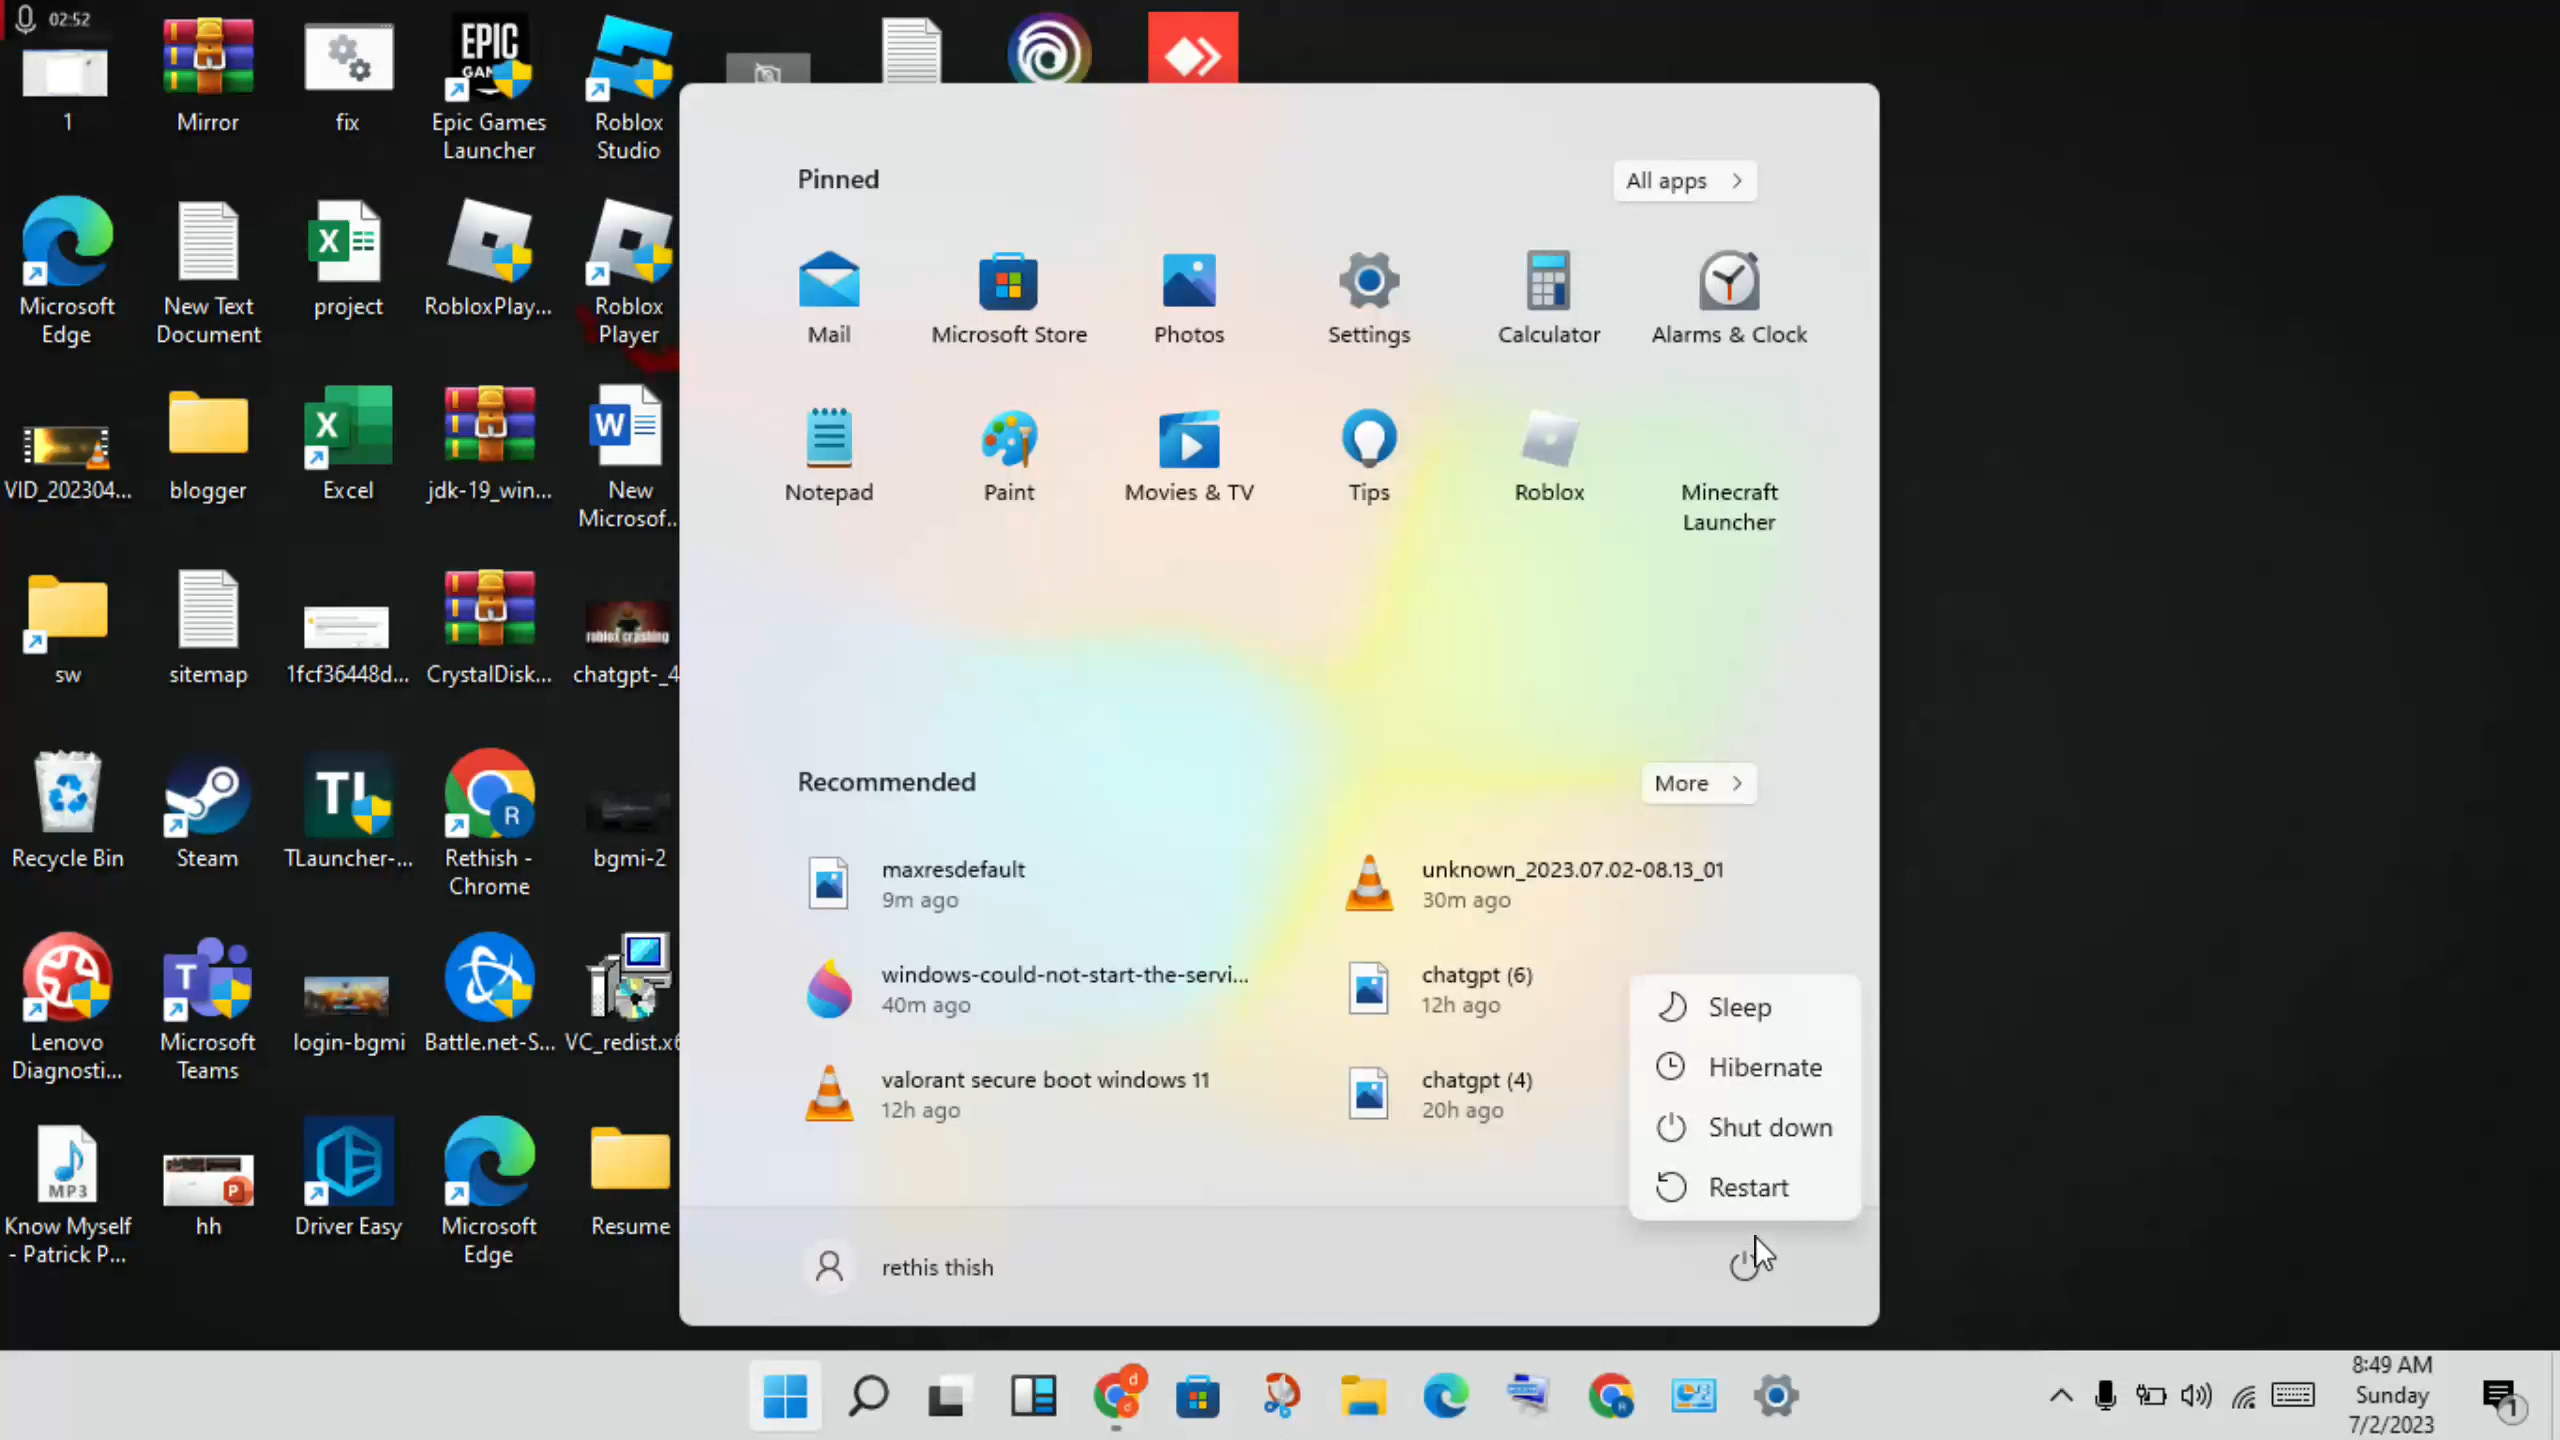 02:52
1
Mirror
fix
EPIC
GAMES
Epic Games
Launcher
Roblox
Studio
Microsoft
Edge
New Text
Document
project
RobloxPlay...
Roblox
Player
VID_202304...
blogger
Excel
jdk-19_win...
New
Microsof...
sw
sitemap
1fcf36448d...
CrystalDisk...
roblox crashing
chatgpt-_4
Recycle Bin
Steam
TL
TLauncher-...
R
Rethish -
Chrome
bgmi-2
Lenovo
Diagnosti...
Microsoft
Teams
login-bgmi
Battle.net-S...
VC_redist.x6
MP3
Know Myself
- Patrick P...
hh
Driver Easy
Microsoft
Edge
Resume
Pinned
All apps
Mail
Microsoft Store
Photos
Settings
Calculator
Alarms & Clock
Notepad
Paint
Movies & TV
Tips
Roblox
Minecraft
Launcher
Recommended
More
maxresdefault
9m ago
unknown_2023.07.02-08.13_01
30m ago
windows-could-not-start-the-servi...
40m ago
chatgpt (6)
12h ago
valorant secure boot windows 11
12h ago
chatgpt (4)
20h ago
Sleep
Hibernate
Shut down
Restart
rethis thish
8:49 AM
Sunday
7/2/2023
1